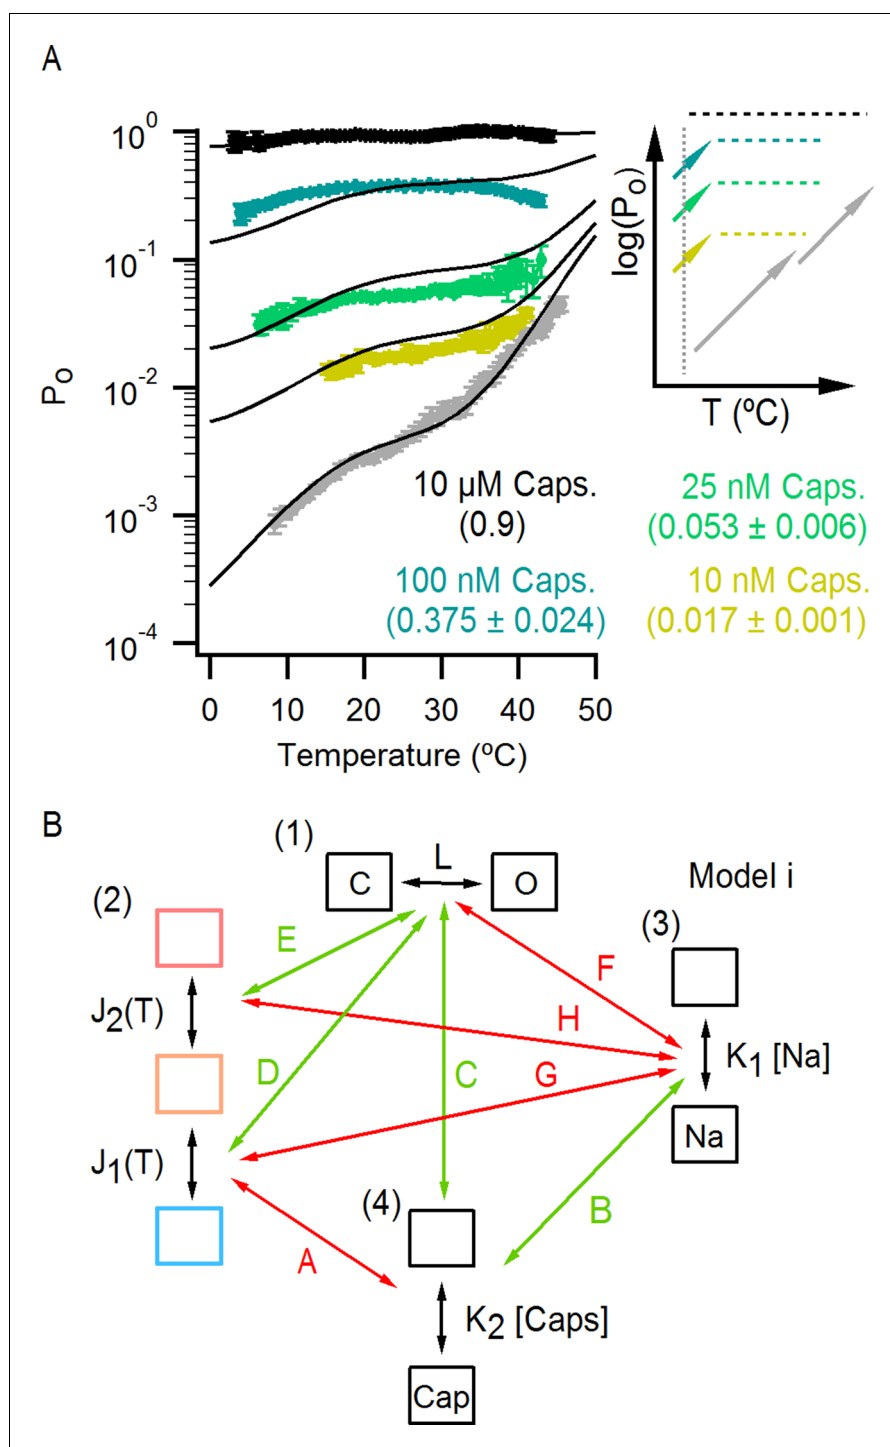 A
10⁰
10⁻¹
10⁻²
10⁻³
10⁻⁴
Po
0 10 20 30 40 50
Temperature (ºC)
log(Po)
T (ºC)
10 µM Caps.
(0.9)
25 nM Caps.
(0.053 ± 0.006)
100 nM Caps.
(0.375 ± 0.024)
10 nM Caps.
(0.017 ± 0.001)
B
(1)
C
L
O
Model i
(2)
E
(3)
F
J2(T)
H
D
C
G
K1 [Na]
Na
J1(T)
A
(4)
B
K2 [Caps]
Cap